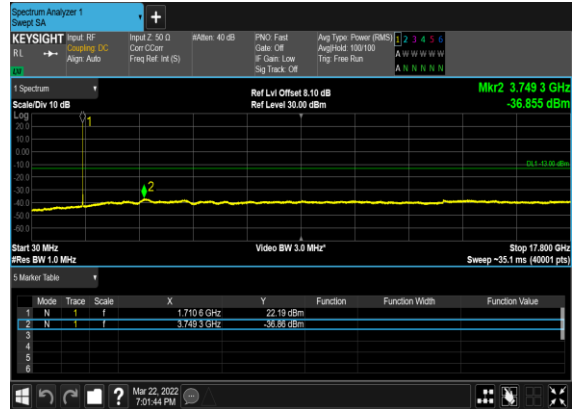 Spectrum Analyzer 1
Swept SA
+
KEYSIGHT Input: RF Input Z: 50 Ω #Atten: 40 dB PNO: Fast Avg Type: Power (RMS) 1 2 3 4 5 6
RL Coupling: DC Corr CCorr Gate: Off Avg|Hold: 100/100 A W W W W W
Align: Auto Freq Ref: Int (S) IF Gain: Low Trig: Free Run
Sig Track: Off A N N N N N
1 Spectrum Ref Lvl Offset 8.10 dB Mkr2 3.749 3 GHz
Scale/Div 10 dB Ref Level 30.00 dBm -36.855 dBm
Log
1
20.0
10.0
0.00
-10.0
DL1 -13.00 dBm
-20.0
-30.0
2
-40.0
-50.0
-60.0
Start 30 MHz Video BW 3.0 MHz* Stop 17.800 GHz
#Res BW 1.0 MHz Sweep ~35.1 ms (40001 pts)
5 Marker Table
Mode Trace Scale X Y Function Function Width Function Value
1 N 1 f 1.710 6 GHz 22.19 dBm
2 N 1 f 3.749 3 GHz -36.86 dBm
3
4
5
6
? Mar 22, 2022
7:01:44 PM